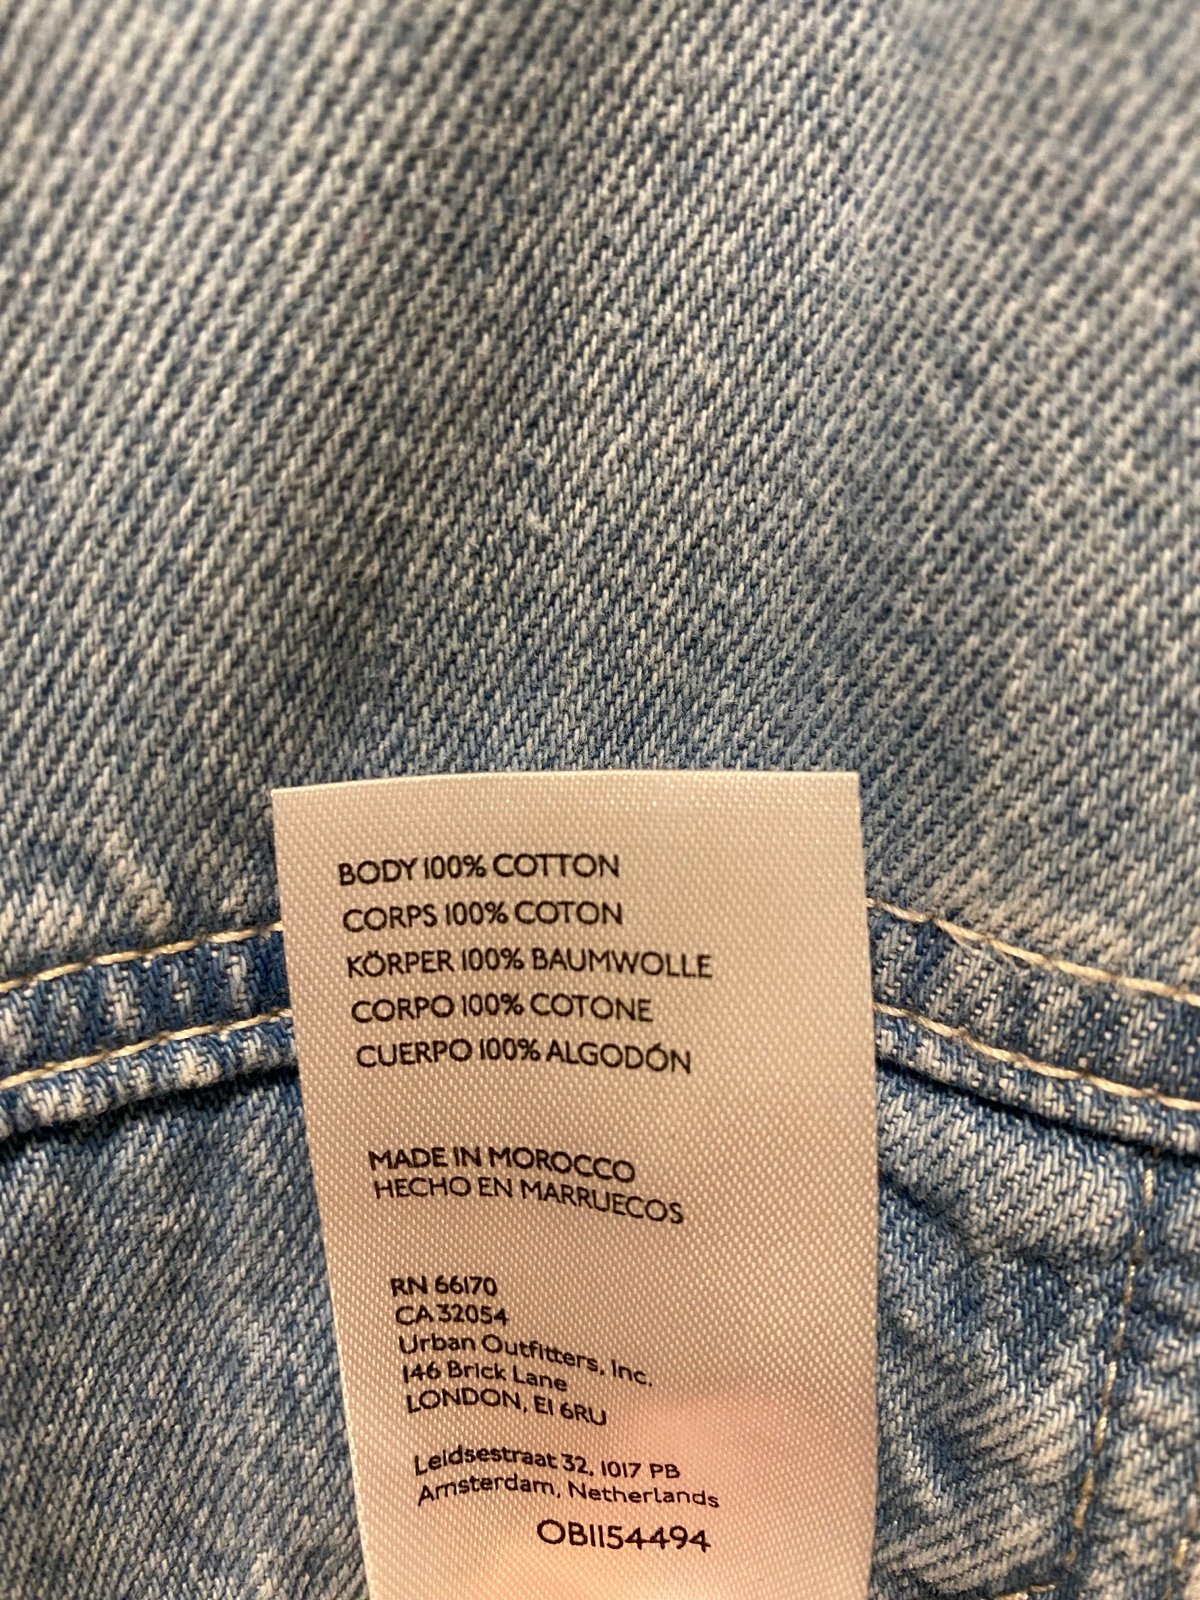 BODY 100% COTTON
CORPS 100% COTON
KÖRPER 100% BAUMWOLLE
CORPO 100% COTONE
CUERPO 100% ALGODÓN
MADE IN MOROCCO
HECHO EN MARRUECOS
RN 66170
CA 32054
Urban Outfitters, Inc.
146 Brick Lane
LONDON, E1 6RU
Leidsestraat 32, 1017 PB
Amsterdam, Netherlands
OB1154494